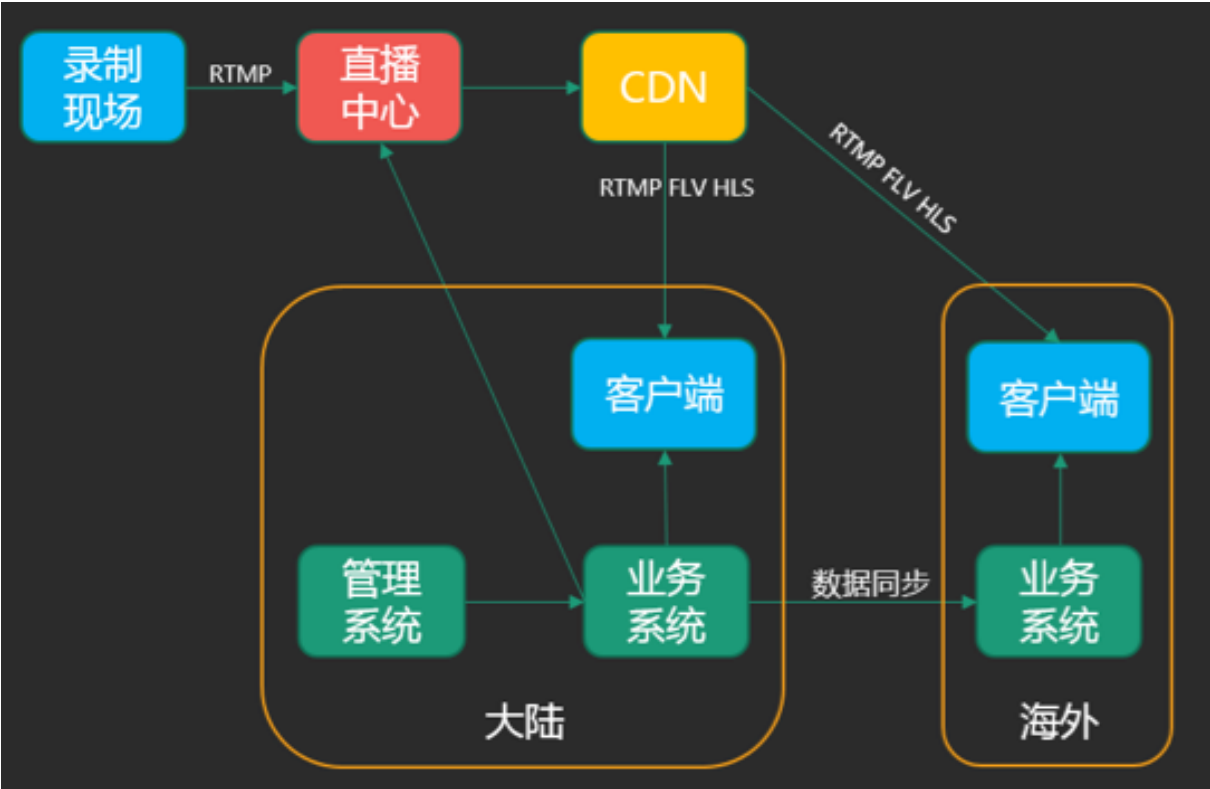 录制
现场
RTMP
直播
中心
CDN
RTMP FLV HLS
RTMP FLV HLS
客户端
客户端
管理
系统
业务
系统
数据同步
业务
系统
大陆
海外